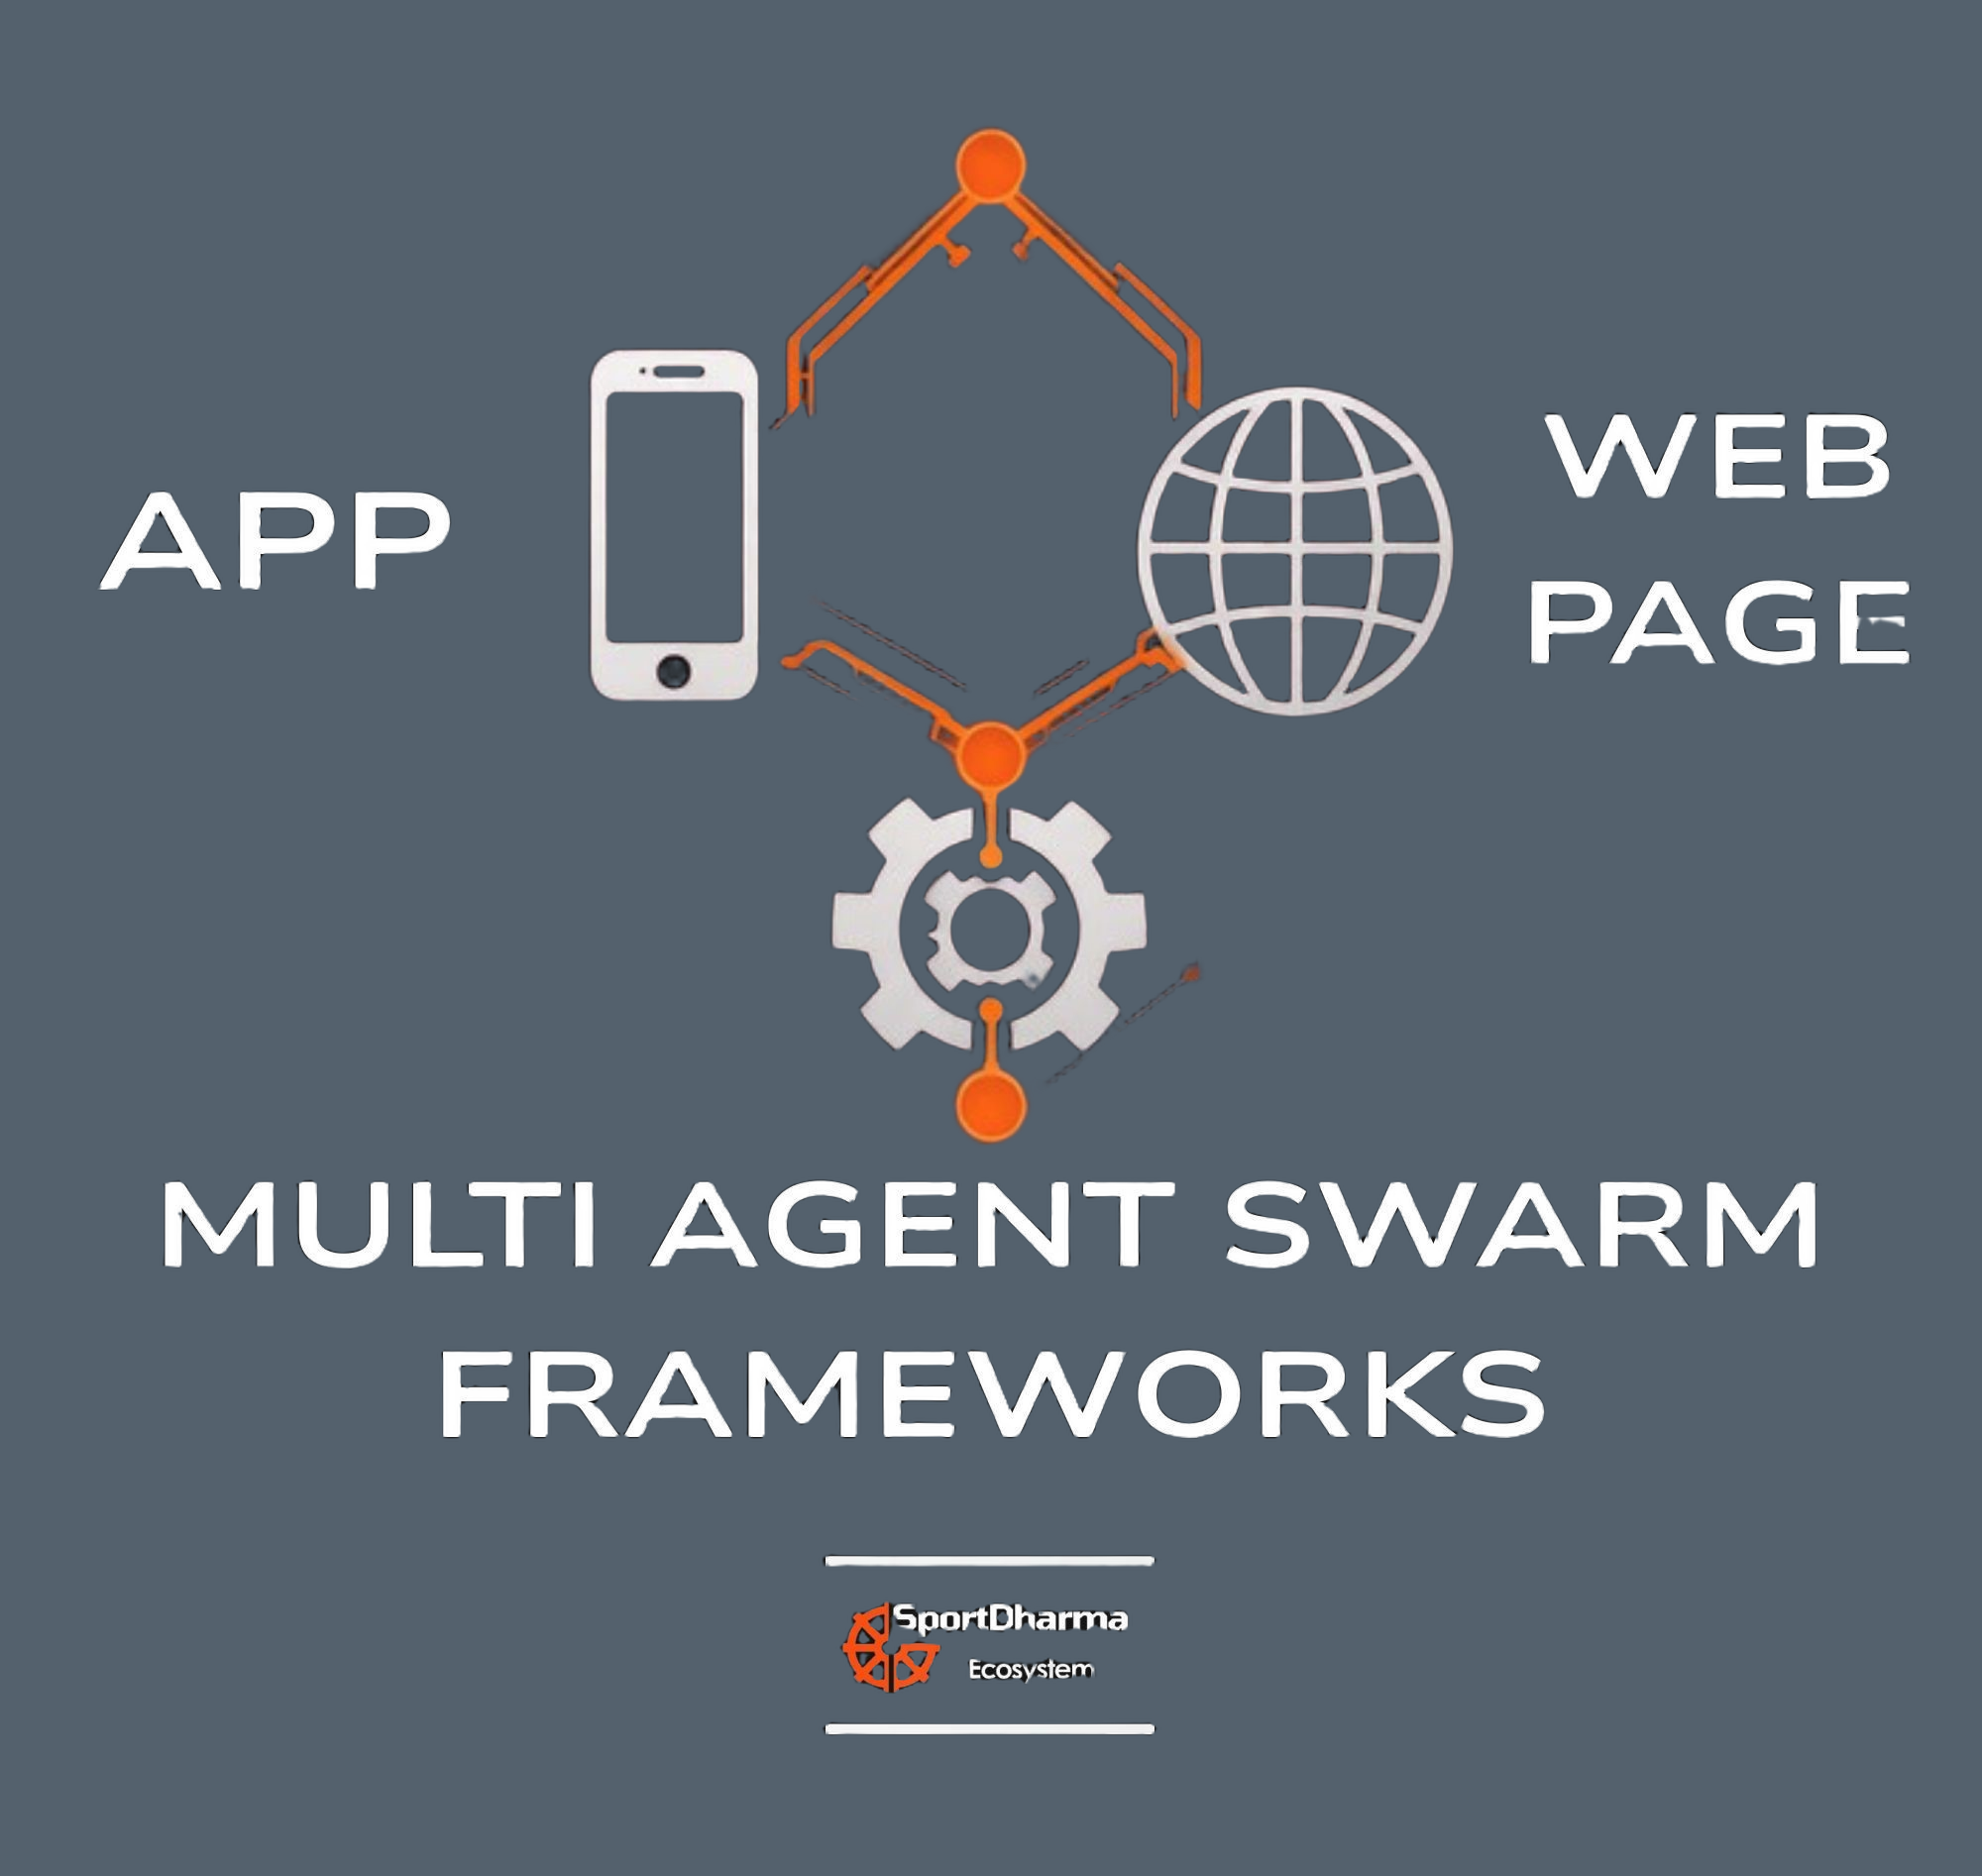 APP
WEB
PAGE
MULTI AGENT SWARM
FRAMEWORKS
SportDharma
Ecosystem